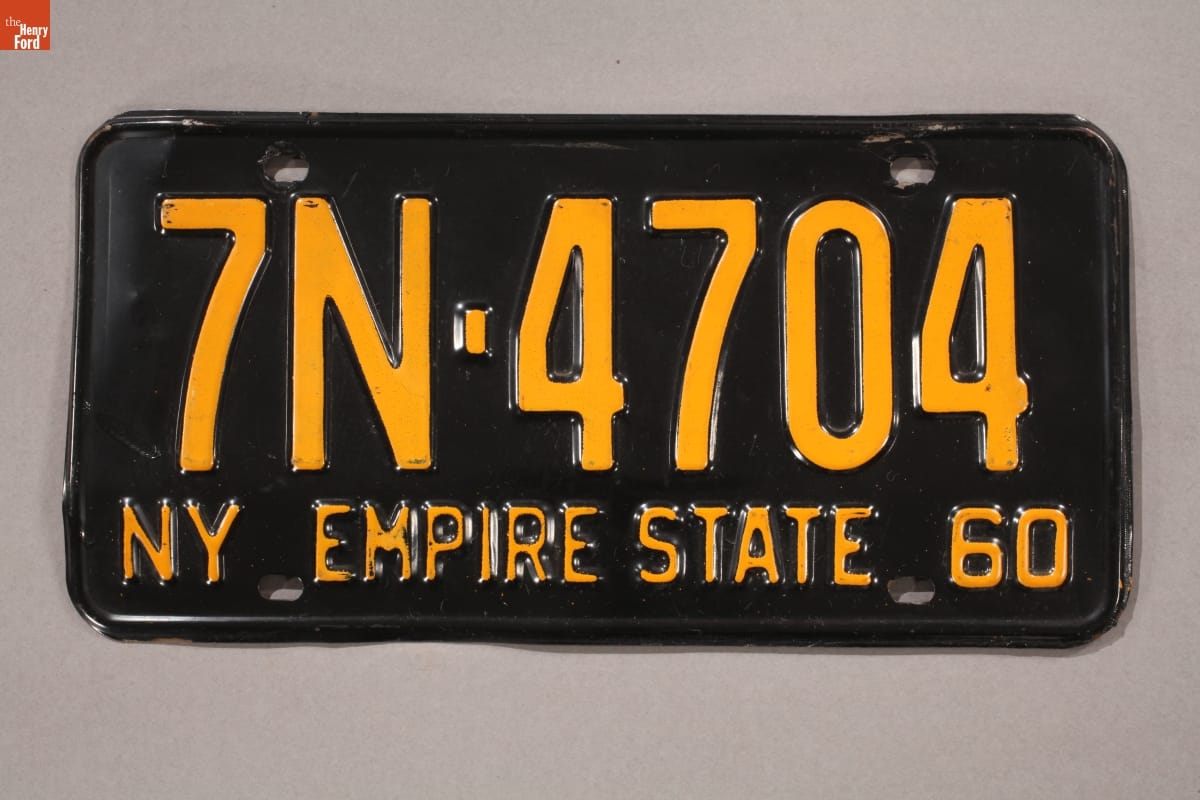 the
Henry
Ford
7N-4704
NY EMPIRE STATE 60